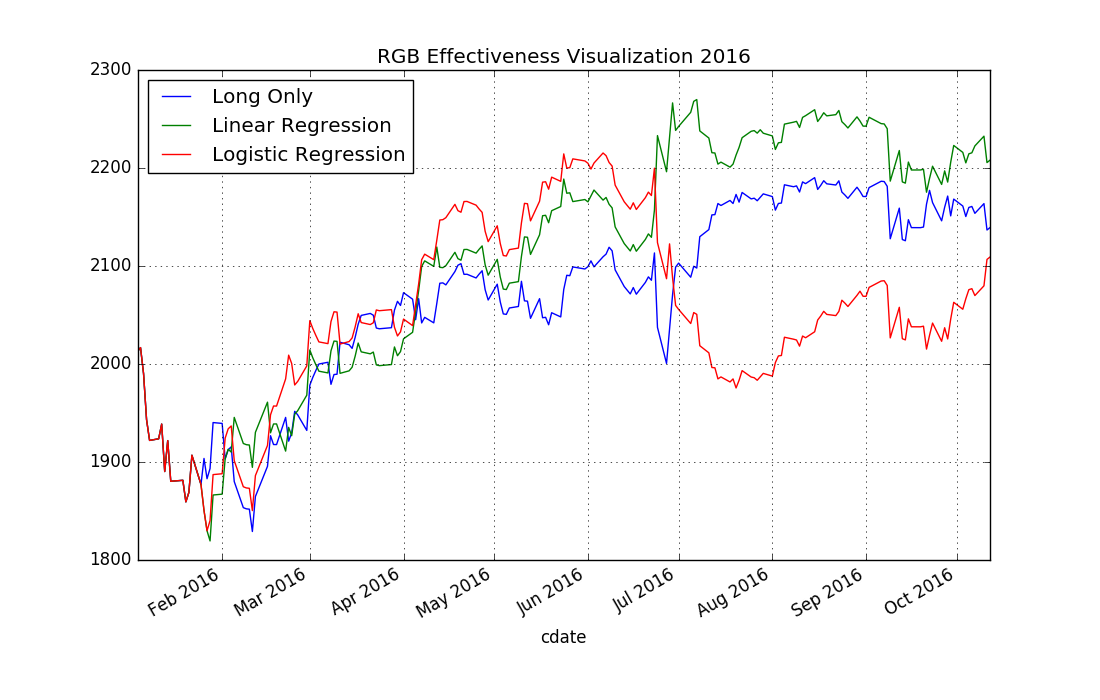 RGB Effectiveness Visualization 2016
2300
2200
2100
2000
1900
1800
Long Only
Linear Regression
Logistic Regression
Feb 2016
Mar 2016
Apr 2016
May 2016
Jun 2016
Jul 2016
Aug 2016
Sep 2016
Oct 2016
cdate